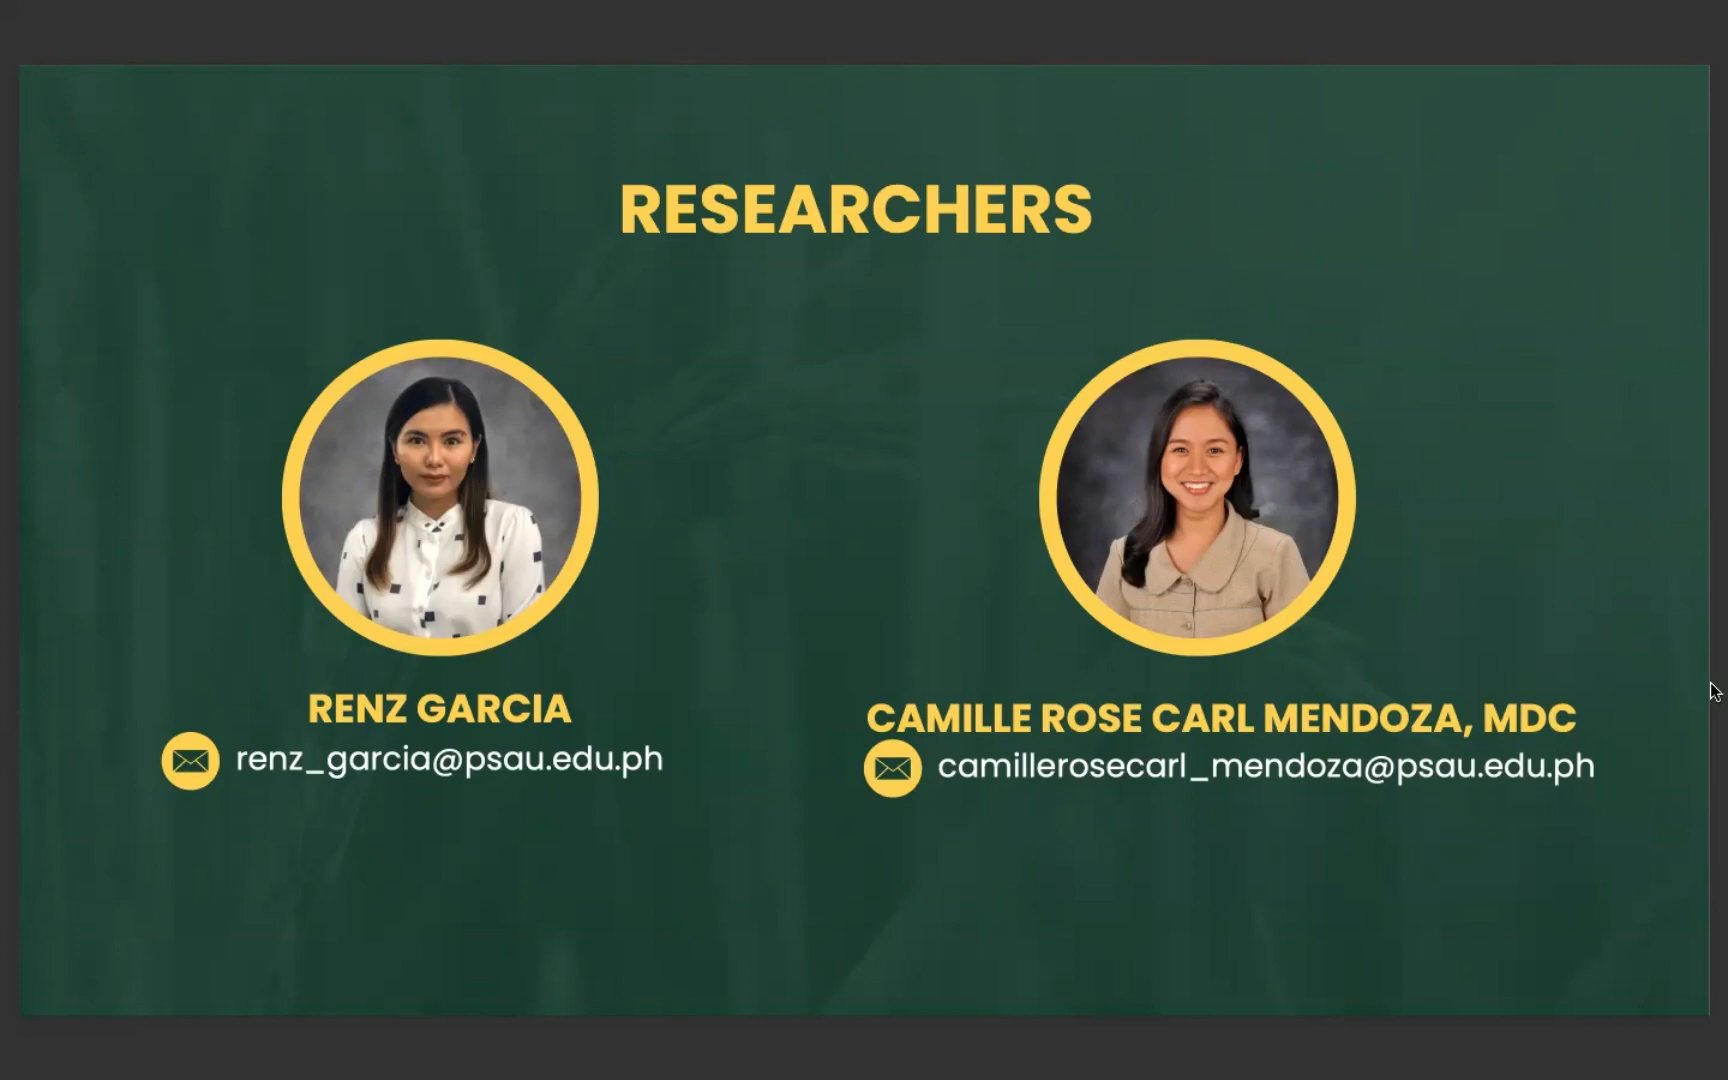 RESEARCHERS
RENZ GARCIA
renz_garcia@psau.edu.ph
CAMILLE ROSE CARL MENDOZA, MDC
camillerosecarl_mendoza@psau.edu.ph